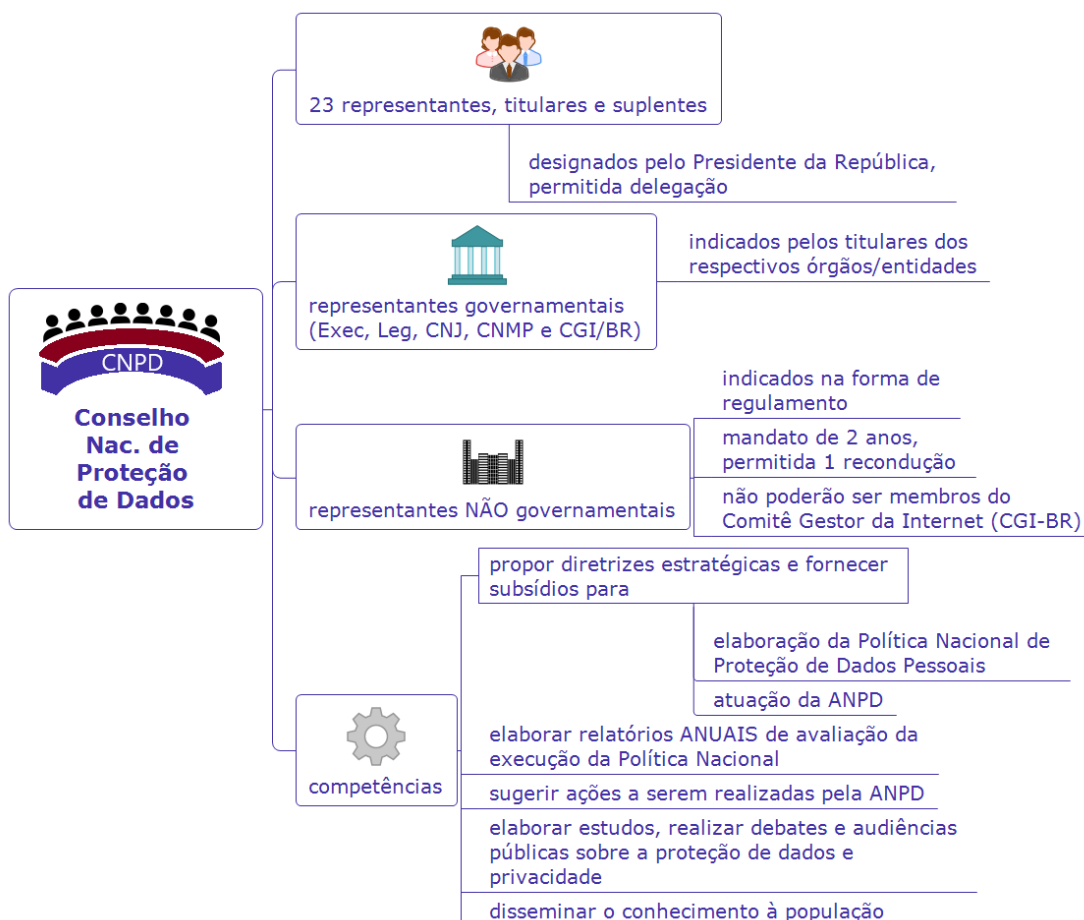 23 representantes, titulares e suplentes
designados pelo Presidente da República,
permitida delegação
representantes governamentais
(Exec, Leg, CNJ, CNMP e CGI/BR)
indicados pelos titulares dos
respectivos órgãos/entidades
CNPD
Conselho
Nac. de
Proteção
de Dados
representantes NÃO governamentais
indicados na forma de
regulamento
mandato de 2 anos,
permitida 1 recondução
não poderão ser membros do
Comitê Gestor da Internet (CGI-BR)
competências
propor diretrizes estratégicas e fornecer
subsídios para
elaboração da Política Nacional de
Proteção de Dados Pessoais
atuação da ANPD
elaborar relatórios ANUAIS de avaliação da
execução da Política Nacional
sugerir ações a serem realizadas pela ANPD
elaborar estudos, realizar debates e audiências
públicas sobre a proteção de dados e
privacidade
disseminar o conhecimento à população